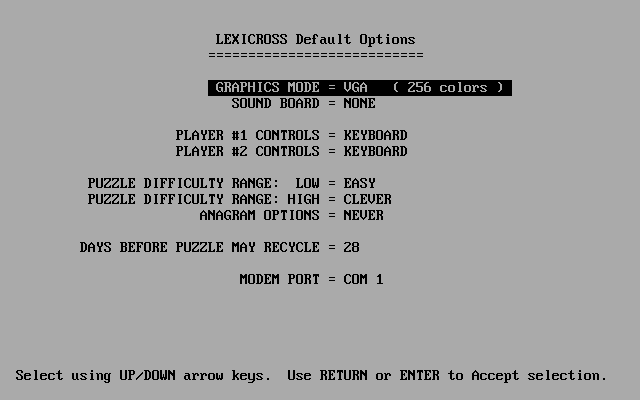 LEXICROSS Default Options
===========================
GRAPHICS MODE = VGA   ( 256 colors )
SOUND BOARD = NONE
PLAYER #1 CONTROLS = KEYBOARD
PLAYER #2 CONTROLS = KEYBOARD
PUZZLE DIFFICULTY RANGE:  LOW = EASY
PUZZLE DIFFICULTY RANGE: HIGH = CLEVER
ANAGRAM OPTIONS = NEVER
DAYS BEFORE PUZZLE MAY RECYCLE = 28
MODEM PORT = COM 1
Select using UP/DOWN arrow keys.  Use RETURN or ENTER to Accept selection.